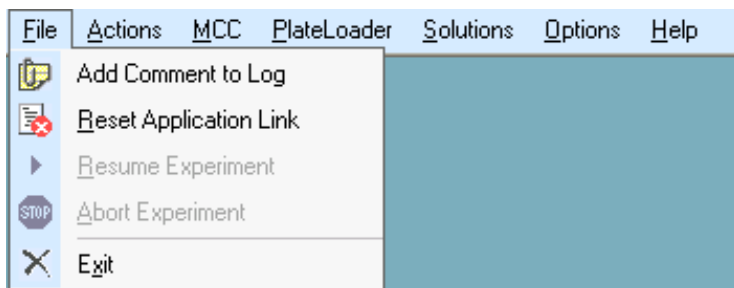 File Actions MCC PlateLoader Solutions Options Help
Add Comment to Log
Reset Application Link
Resume Experiment
STOP Abort Experiment
Exit